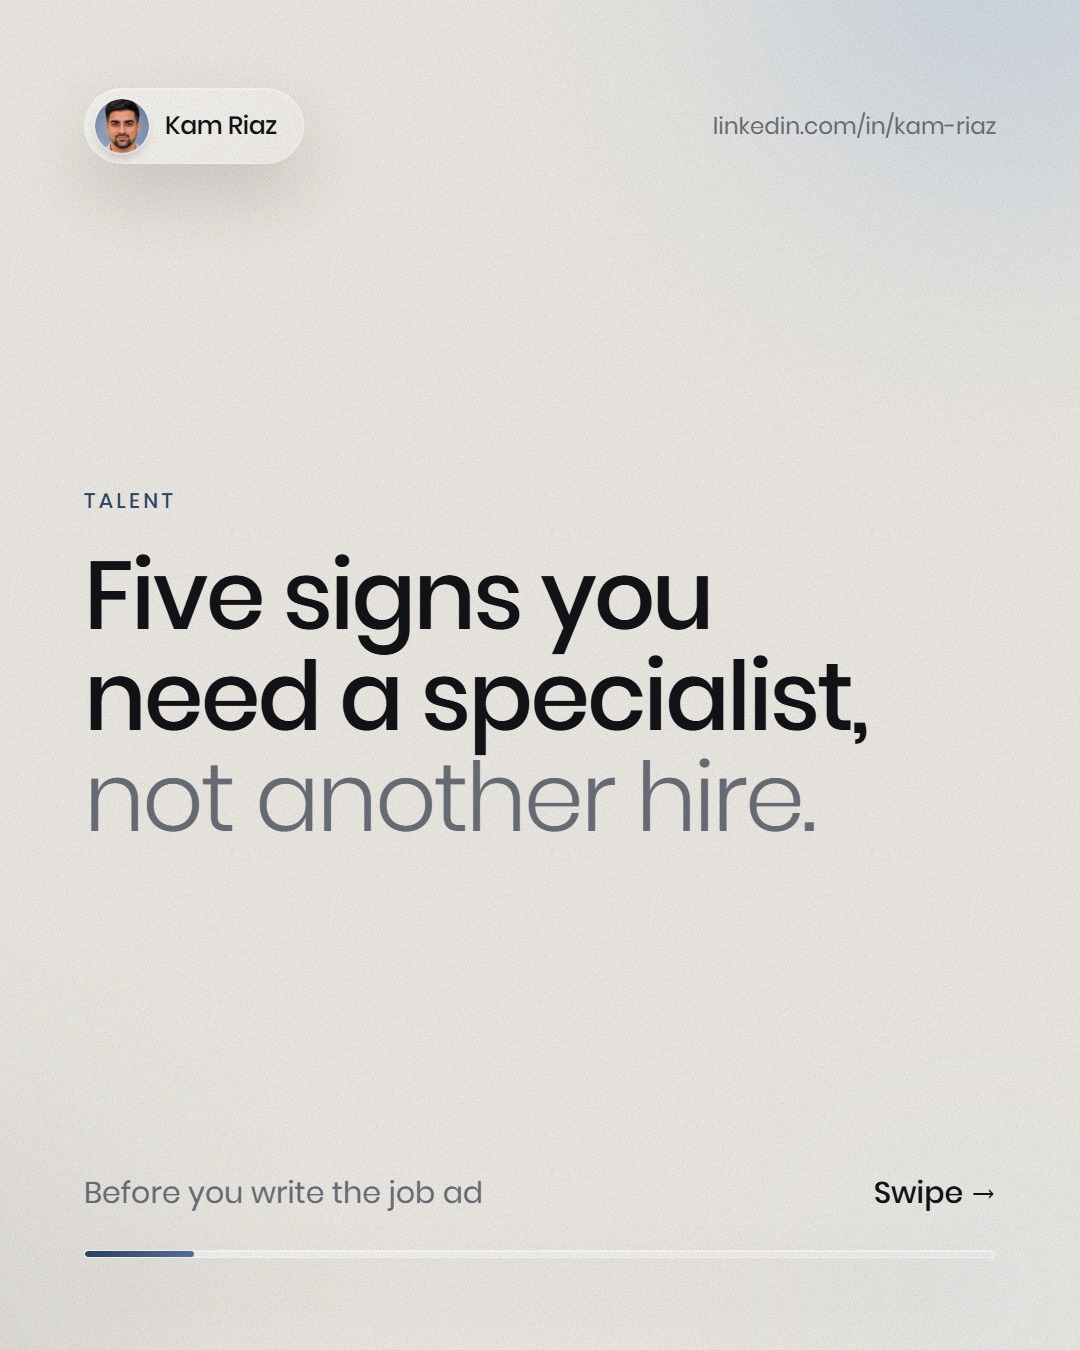 Kam Riaz
linkedin.com/in/kam-riaz
TALENT
Five signs you
need a specialist,
not another hire.
Before you write the job ad
Swipe →